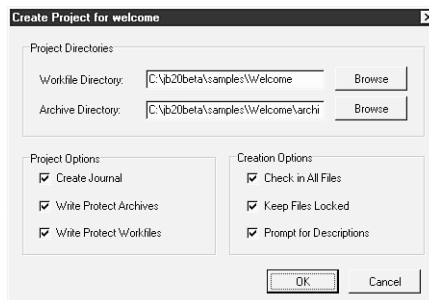 Create Project for welcome
Project Directories
Workfile Directory: C:\jb20beta\samples\Welcome Browse
Archive Directory: C:\jb20beta\samples\Welcome\archi Browse
Project Options Creation Options
Create Journal Check in All Files
Write Protect Archives Keep Files Locked
Write Protect Workfiles Prompt for Descriptions
OK Cancel